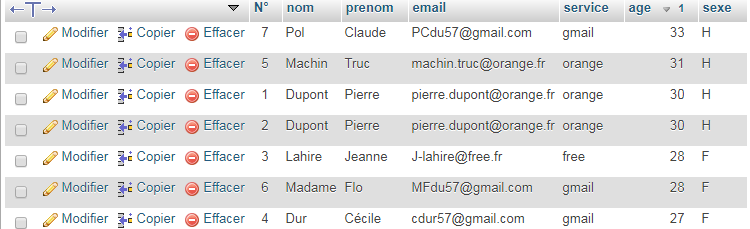 N° nom prenom email service age 1 sexe
Modifier Copier Effacer 7 Pol Claude PCdu57@gmail.com gmail 33 H
Modifier Copier Effacer 5 Machin Truc machin.truc@orange.fr orange 31 H
Modifier Copier Effacer 1 Dupont Pierre pierre.dupont@orange.fr orange 30 H
Modifier Copier Effacer 2 Dupont Pierre pierre.dupont@orange.fr orange 30 H
Modifier Copier Effacer 3 Lahire Jeanne J-lahire@free.fr free 28 F
Modifier Copier Effacer 6 Madame Flo MFdu57@gmail.com gmail 28 F
Modifier Copier Effacer 4 Dur Cécile cdur57@gmail.com gmail 27 F